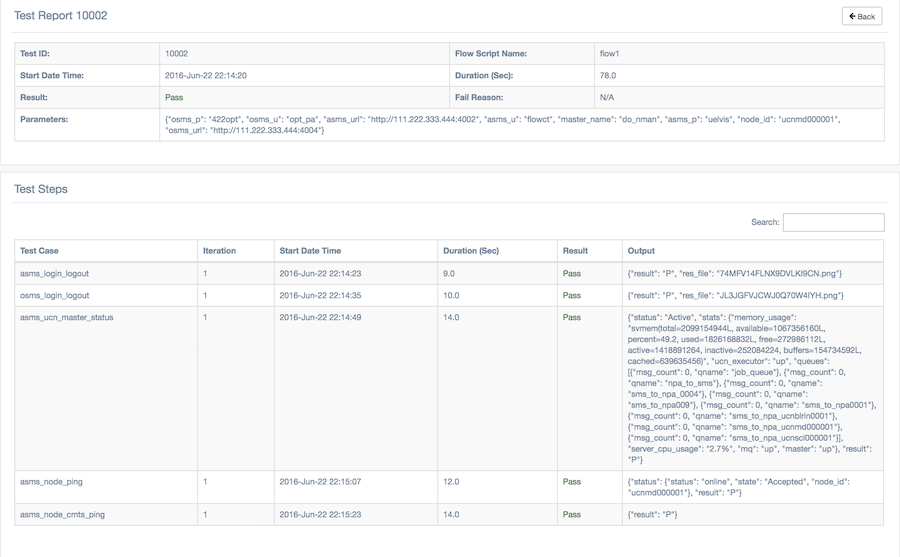 Test Report 10002
Back
Test ID: 10002 Flow Script Name: flow1
Start Date Time: 2016-Jun-22 22:14:20 Duration (Sec): 78.0
Result: Pass Fail Reason: N/A
Parameters: {"osms_p": "422opt", "osms_u": "opt_pa", "asms_url": "http://111.222.333.444:4002", "asms_u": "flowct", "master_name": "do_nman", "asms_p": "uelvis", "node_id": "ucnmd000001",
"osms_url": "http://111.222.333.444:4004"}
Test Steps
Search:
Test Case Iteration Start Date Time Duration (Sec) Result Output
asms_login_logout 1 2016-Jun-22 22:14:23 9.0 Pass {"result": "P", "res_file": "74MFV14FLNX9DVLKI9CN.png"}
osms_login_logout 1 2016-Jun-22 22:14:35 10.0 Pass {"result": "P", "res_file": "JL3JGFVJCWJ0Q70W4IYH.png"}
asms_ucn_master_status 1 2016-Jun-22 22:14:49 14.0 Pass {"status": "Active", "stats": {"memory_usage":
"svmem(total=2099154944L, available=1067356160L,
percent=49.2, used=1826168832L, free=272986112L,
active=1418891264, inactive=252084224, buffers=154734592L,
cached=639635456)", "ucn_executor": "up", "queues":
[{"msg_count": 0, "qname": "job_queue"}, {"msg_count": 0,
"qname": "npa_to_sms"}, {"msg_count": 0, "qname":
"sms_to_npa_0004"}, {"msg_count": 0, "qname":
"sms_to_npa009"}, {"msg_count": 0, "qname": "sms_to_npa0001"},
{"msg_count": 0, "qname": "sms_to_npa_ucnblrin0001"},
{"msg_count": 0, "qname": "sms_to_npa_ucnmd000001"},
{"msg_count": 0, "qname": "sms_to_npa_ucnscl000001"}],
"server_cpu_usage": "2.7%", "mq": "up", "master": "up"}, "result":
"P"}
asms_node_ping 1 2016-Jun-22 22:15:07 12.0 Pass {"status": {"status": "online", "state": "Accepted", "node_id":
"ucnmd000001"}, "result": "P"}
asms_node_cmts_ping 1 2016-Jun-22 22:15:23 14.0 Pass {"result": "P"}